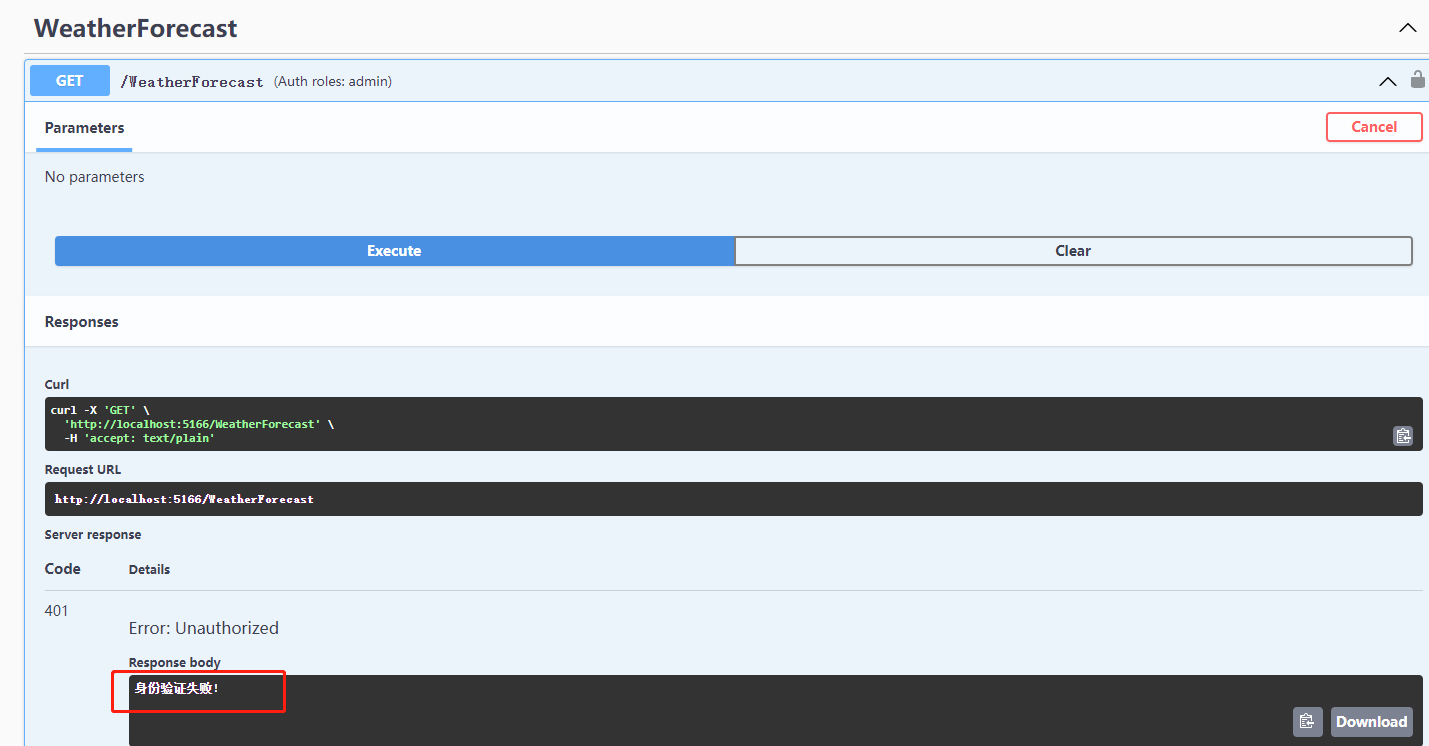 WeatherForecast
GET /WeatherForecast (Auth roles: admin)
Parameters Cancel
No parameters
Execute Clear
Responses
Curl
curl -X 'GET' \
'http://localhost:5166/WeatherForecast' \
-H 'accept: text/plain'
Request URL
http://localhost:5166/WeatherForecast
Server response
Code Details
401
Error: Unauthorized
Response body
身份验证失败!
Download